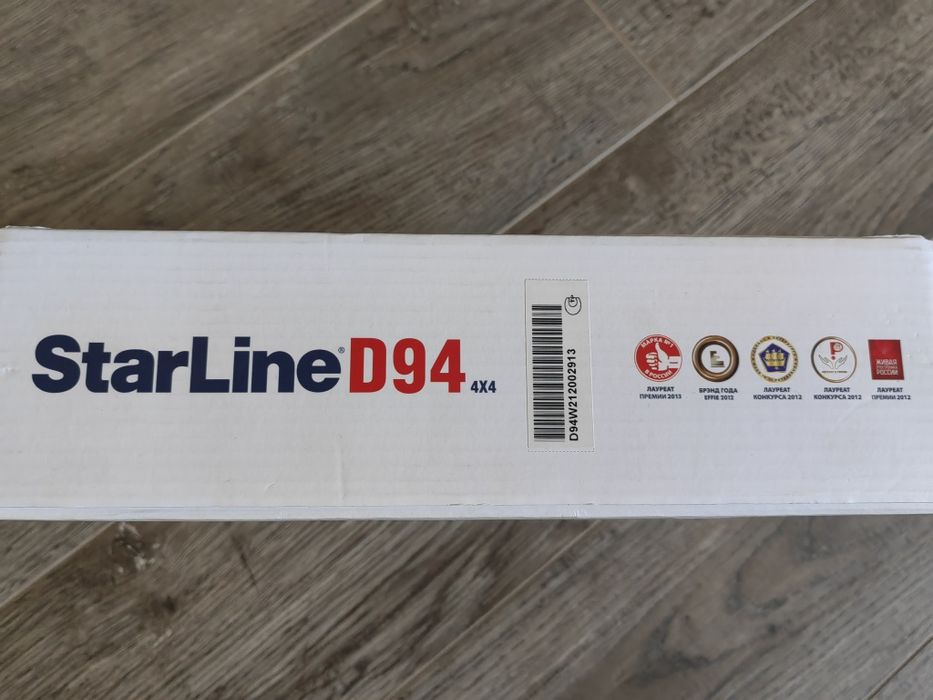 StarLine® D94 4X4
D94W212002913
МАРКА №1
В РОССИИ
ЛАУРЕАТ
ПРЕМИИ 2013
БРЭНД ГОДА
EFFIE 2012
ЛАУРЕАТ
КОНКУРСА 2012
ЛАУРЕАТ
КОНКУРСА 2012
ЖИВАЯ
ЭЛЕКТРОНИКА
РОССИИ
ЛАУРЕАТ
ПРЕМИИ 2012